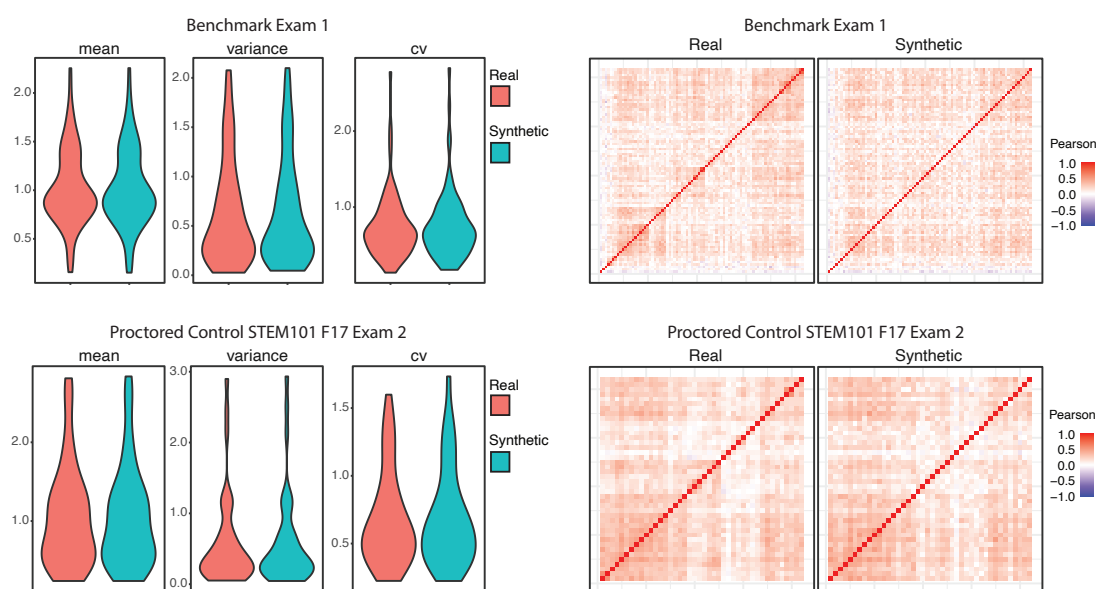 Benchmark Exam 1
mean
variance
cv
2.0
1.5
1.0
0.5
2.0
1.5
1.0
0.5
0.0
2.0
1.0
Real
Synthetic
Benchmark Exam 1
Real
Synthetic
Pearson
1.0
0.5
0.0
−0.5
−1.0
Proctored Control STEM101 F17 Exam 2
mean
variance
cv
2.0
1.0
3.0
2.0
1.0
0.0
1.5
1.0
0.5
Real
Synthetic
Proctored Control STEM101 F17 Exam 2
Real
Synthetic
Pearson
1.0
0.5
0.0
−0.5
−1.0